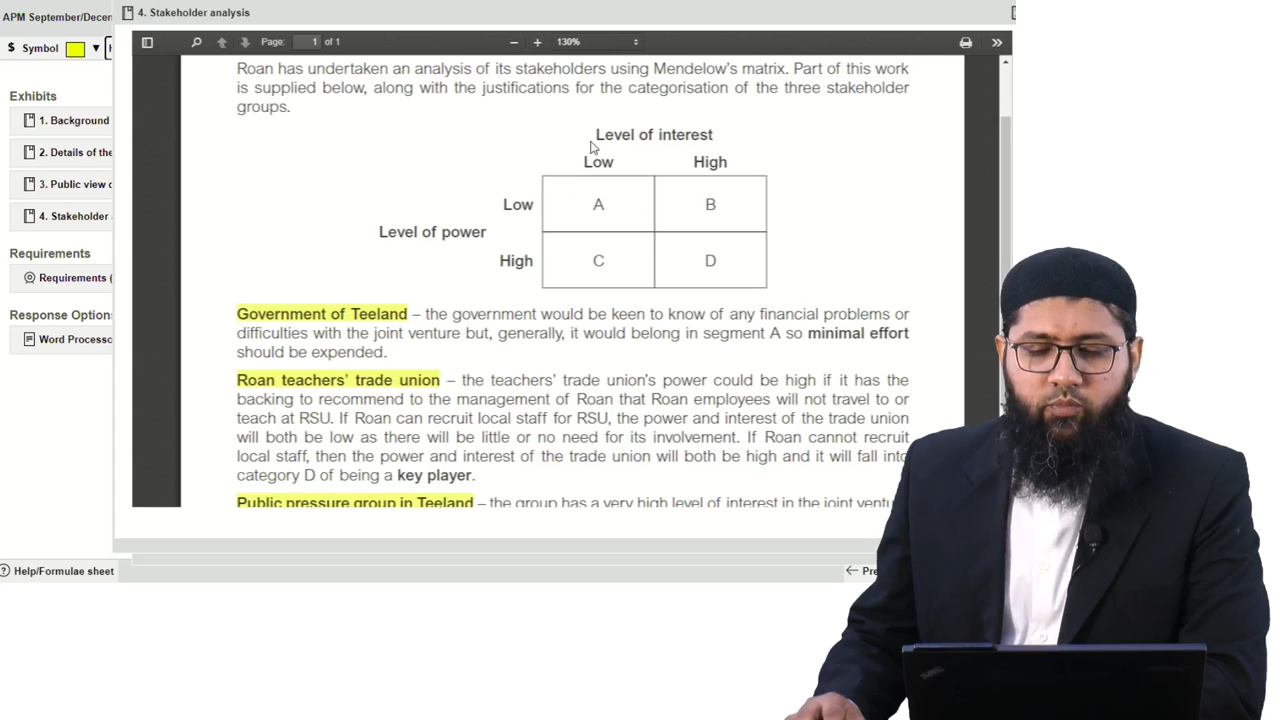 APM September/Decen
4. Stakeholder analysis
$ Symbol
Page: 1 of 1
130%
Exhibits
1. Background
2. Details of the
3. Public view
4. Stakeholder
Requirements
Requirements (
Response Options
Word Processo
Help/Formulae sheet
Roan has undertaken an analysis of its stakeholders using Mendelow's matrix. Part of this work
is supplied below, along with the justifications for the categorisation of the three stakeholder
groups.
Level of interest
Low High
Low A B
Level of power
High C D
Government of Teeland – the government would be keen to know of any financial problems or
difficulties with the joint venture but, generally, it would belong in segment A so minimal effort
should be expended.
Roan teachers' trade union – the teachers' trade union's power could be high if it has the
backing to recommend to the management of Roan that Roan employees will not travel to or
teach at RSU. If Roan can recruit local staff for RSU, the power and interest of the trade union
will both be low as there will be little or no need for its involvement. If Roan cannot recruit
local staff, then the power and interest of the trade union will both be high and it will fall into
category D of being a key player.
Public pressure group in Teeland – the group has a very high level of interest in the joint ventur
Pre